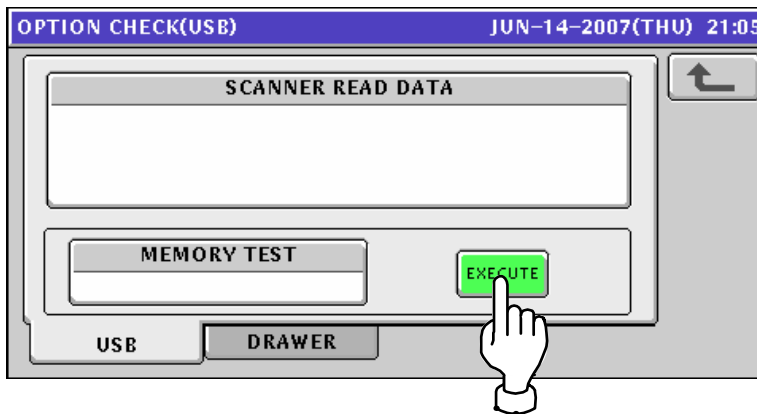 OPTION CHECK(USB) JUN-14-2007(THU) 21:05
SCANNER READ DATA
MEMORY TEST
EXECUTE
USB DRAWER